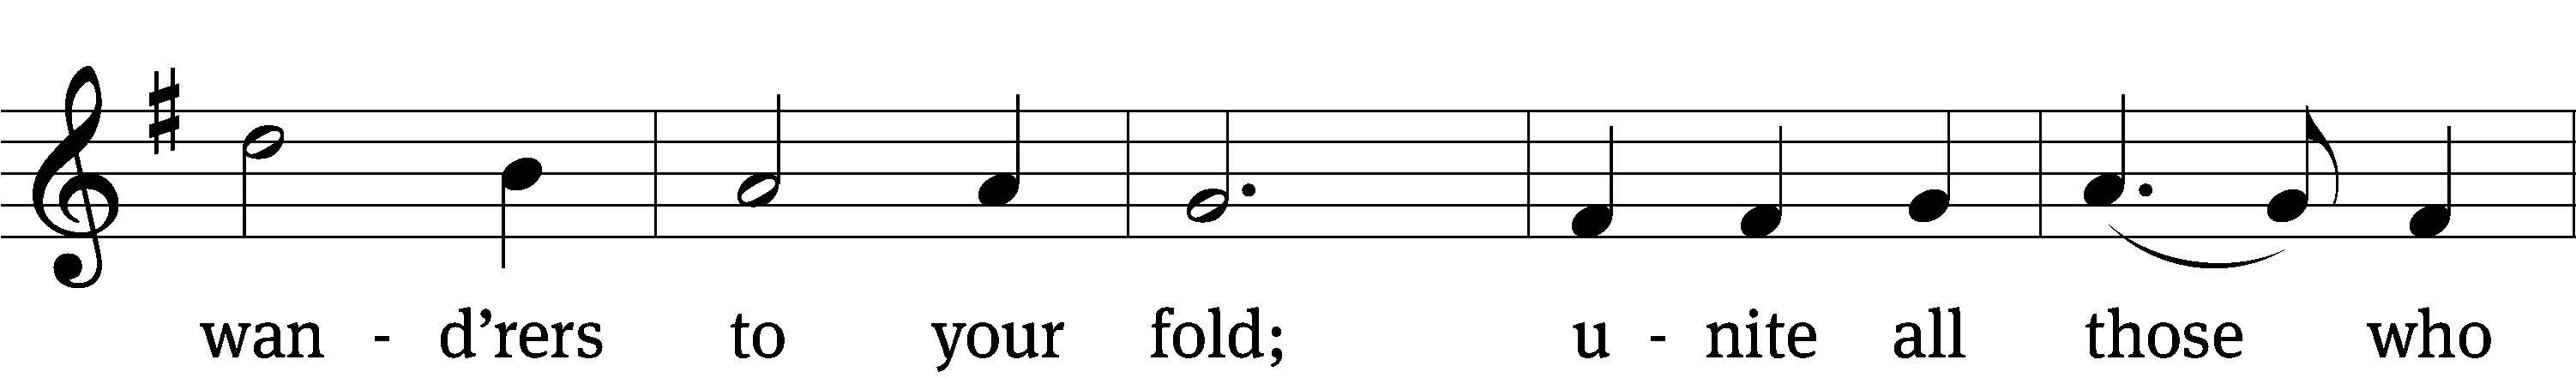 wan - d’rers to your fold; u - nite all those who